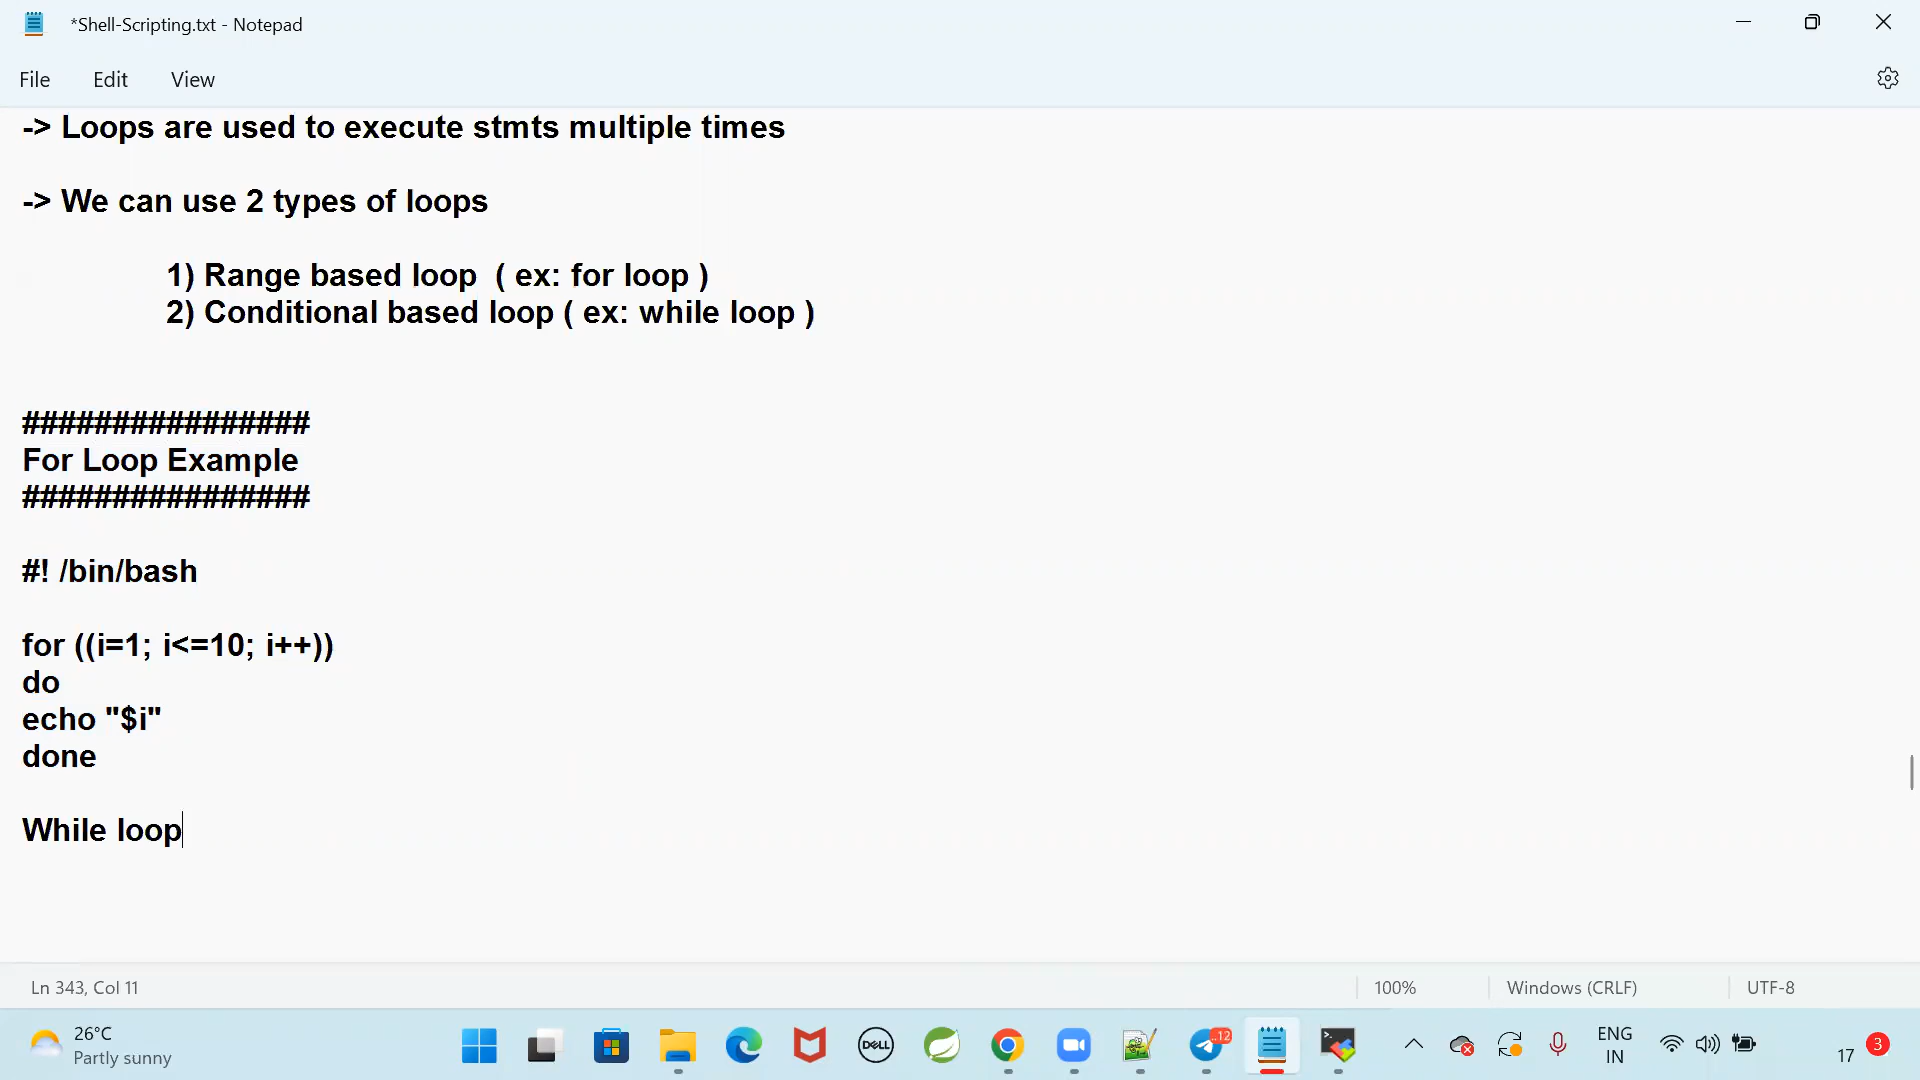 *Shell-Scripting.txt - Notepad
File Edit View
-> Loops are used to execute stmts multiple times
-> We can use 2 types of loops
1) Range based loop ( ex: for loop )
2) Conditional based loop ( ex: while loop )
################
For Loop Example
################
#! /bin/bash
for ((i=1; i<=10; i++))
do
echo "$i"
done
While loop
Ln 343, Col 11 100% Windows (CRLF) UTF-8
26°C
Partly sunny
DELL
..12
ENG
IN
17
3